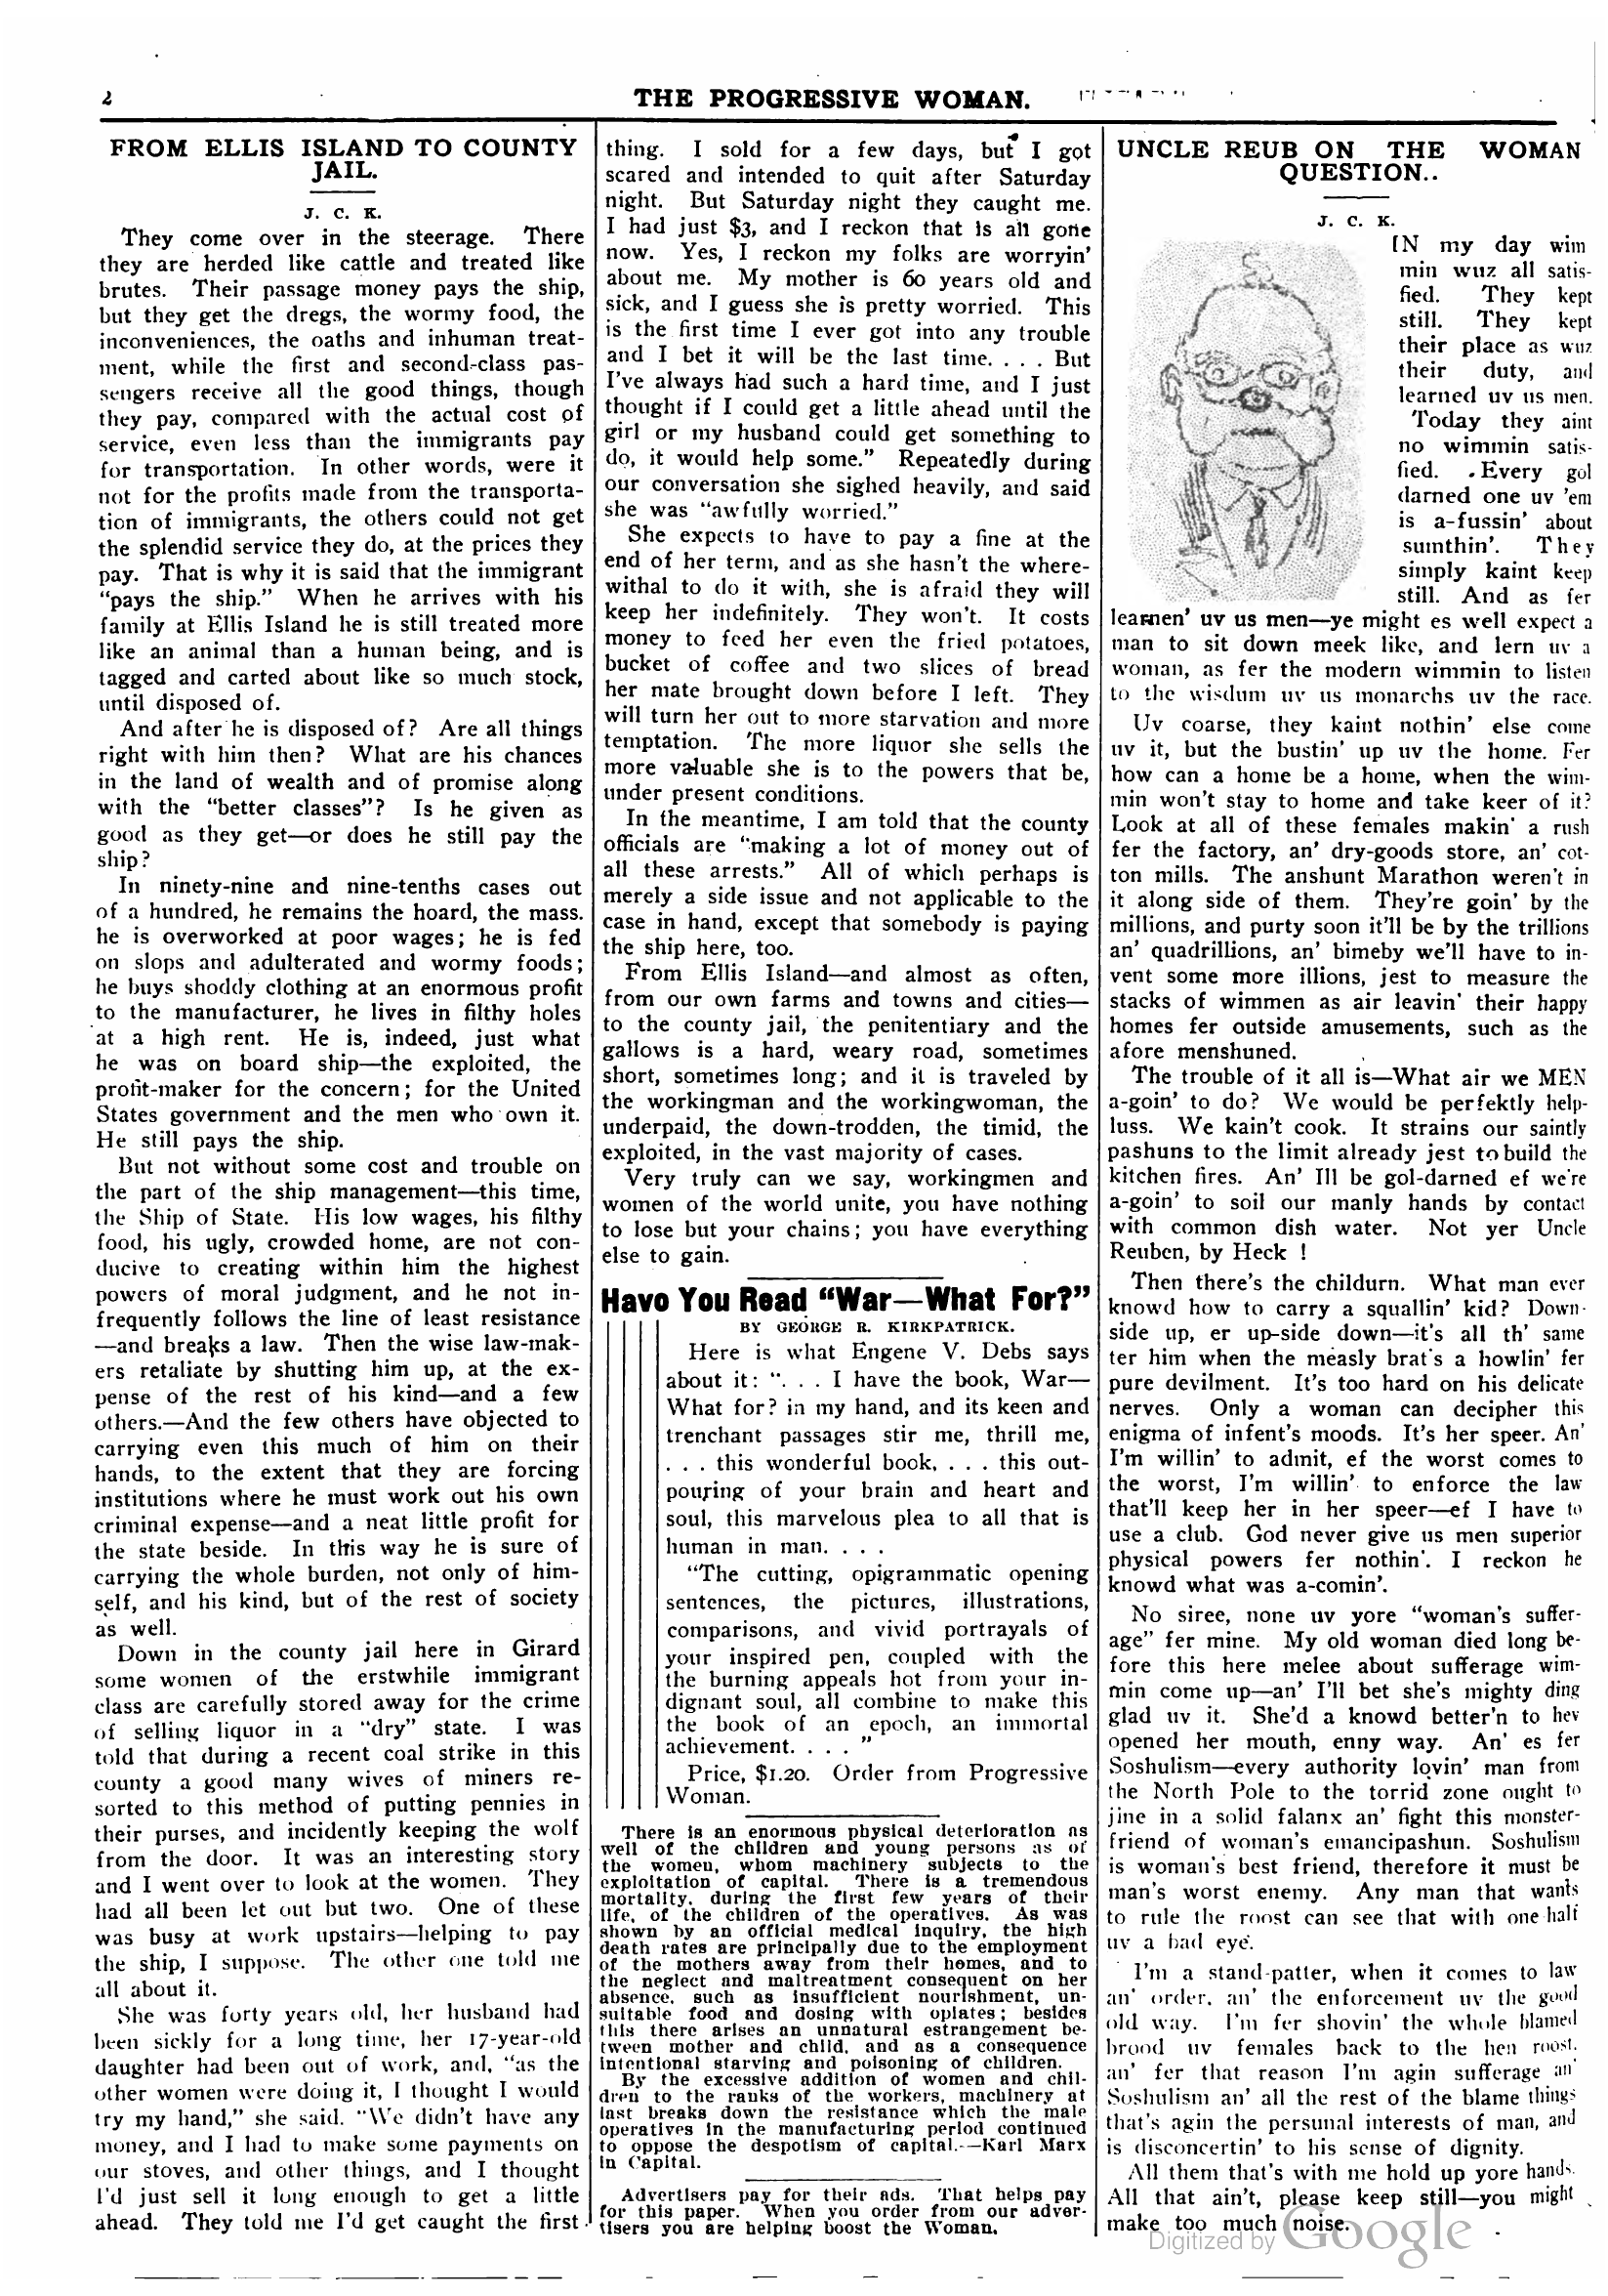 2
THE PROGRESSIVE WOMAN.
FROM ELLIS ISLAND TO COUNTY
JAIL.
J. C. K.
They come over in the steerage. There
they are herded like cattle and treated like
brutes. Their passage money pays the ship,
but they get the dregs, the wormy food, the
inconveniences, the oaths and inhuman treat-
ment, while the first and second-class pas-
sengers receive all the good things, though
they pay, compared with the actual cost of
service, even less than the immigrants pay
for transportation. In other words, were it
not for the profits made from the transporta-
tion of immigrants, the others could not get
the splendid service they do, at the prices they
pay. That is why it is said that the immigrant
"pays the ship." When he arrives with his
family at Ellis Island he is still treated more
like an animal than a human being, and is
tagged and carted about like so much stock,
until disposed of.
And after he is disposed of? Are all things
right with him then? What are his chances
in the land of wealth and of promise along
with the "better classes"? Is he given as
good as they get—or does he still pay the
ship?
In ninety-nine and nine-tenths cases out
of a hundred, he remains the hoard, the mass.
he is overworked at poor wages; he is fed
on slops and adulterated and wormy foods;
he buys shoddy clothing at an enormous profit
to the manufacturer, he lives in filthy holes
at a high rent. He is, indeed, just what
he was on board ship—the exploited, the
profit-maker for the concern; for the United
States government and the men who own it.
He still pays the ship.
But not without some cost and trouble on
the part of the ship management—this time,
the Ship of State. His low wages, his filthy
food, his ugly, crowded home, are not con-
ducive to creating within him the highest
powers of moral judgment, and he not in-
frequently follows the line of least resistance
—and breaks a law. Then the wise law-mak-
ers retaliate by shutting him up, at the ex-
pense of the rest of his kind—and a few
others.—And the few others have objected to
carrying even this much of him on their
hands, to the extent that they are forcing
institutions where he must work out his own
criminal expense—and a neat little profit for
the state beside. In this way he is sure of
carrying the whole burden, not only of him-
self, and his kind, but of the rest of society
as well.
Down in the county jail here in Girard
some women of the erstwhile immigrant
class are carefully stored away for the crime
of selling liquor in a "dry" state. I was
told that during a recent coal strike in this
county a good many wives of miners re-
sorted to this method of putting pennies in
their purses, and incidently keeping the wolf
from the door. It was an interesting story
and I went over to look at the women. They
had all been let out but two. One of these
was busy at work upstairs—helping to pay
the ship, I suppose. The other one told me
all about it.
She was forty years old, her husband had
been sickly for a long time, her 17-year-old
daughter had been out of work, and, "as the
other women were doing it, I thought I would
try my hand," she said. "We didn't have any
money, and I had to make some payments on
our stoves, and other things, and I thought
I'd just sell it long enough to get a little
ahead. They told me I'd get caught the first
thing. I sold for a few days, but I got
scared and intended to quit after Saturday
night. But Saturday night they caught me.
I had just $3, and I reckon that is all gone
now. Yes, I reckon my folks are worryin'
about me. My mother is 60 years old and
sick, and I guess she is pretty worried. This
is the first time I ever got into any trouble
and I bet it will be the last time. . . . But
I've always had such a hard time, and I just
thought if I could get a little ahead until the
girl or my husband could get something to
do, it would help some." Repeatedly during
our conversation she sighed heavily, and said
she was "awfully worried."
She expects to have to pay a fine at the
end of her term, and as she hasn't the where-
withal to do it with, she is afraid they will
keep her indefinitely. They won't. It costs
money to feed her even the fried potatoes,
bucket of coffee and two slices of bread
her mate brought down before I left. They
will turn her out to more starvation and more
temptation. The more liquor she sells the
more valuable she is to the powers that be,
under present conditions.
In the meantime, I am told that the county
officials are "making a lot of money out of
all these arrests." All of which perhaps is
merely a side issue and not applicable to the
case in hand, except that somebody is paying
the ship here, too.
From Ellis Island—and almost as often,
from our own farms and towns and cities—
to the county jail, the penitentiary and the
gallows is a hard, weary road, sometimes
short, sometimes long; and it is traveled by
the workingman and the workingwoman, the
underpaid, the down-trodden, the timid, the
exploited, in the vast majority of cases.
Very truly can we say, workingmen and
women of the world unite, you have nothing
to lose but your chains; you have everything
else to gain.
Havo You Read "War—What For?"
BY GEORGE R. KIRKPATRICK.
Here is what Engene V. Debs says
about it: ". . . I have the book, War—
What for? in my hand, and its keen and
trenchant passages stir me, thrill me,
. . . this wonderful book, . . . this out-
pouring of your brain and heart and
soul, this marvelous plea to all that is
human in man. . . .
"The cutting, opigrammatic opening
sentences, the pictures, illustrations,
comparisons, and vivid portrayals of
your inspired pen, coupled with the
the burning appeals hot from your in-
dignant soul, all combine to make this
the book of an epoch, an immortal
achievement. . . . "
Price, $1.20. Order from Progressive
Woman.
There is an enormous physical deterioration as
well of the children and young persons as of
the women, whom machinery subjects to the
exploitation of capital. There is a tremendous
mortality, during the first few years of their
life, of the children of the operatives. As was
shown by an official medical inquiry, the high
death rates are principally due to the employment
of the mothers away from their homes, and to
the neglect and maltreatment consequent on her
absence, such as insufficient nourishment, un-
suitable food and dosing with opiates; besides
this there arises an unnatural estrangement be-
tween mother and child, and as a consequence
intentional starving and poisoning of children.
By the excessive addition of women and chil-
dren to the ranks of the workers, machinery at
last breaks down the resistance which the male
operatives in the manufacturing period continued
to oppose the despotism of capital.—Karl Marx
in Capital.
Advertisers pay for their ads. That helps pay
for this paper. When you order from our adver-
tisers you are helping boost the Woman.
UNCLE REUB ON THE WOMAN
QUESTION..
J. C. K.
IN my day wim
min wuz all satis-
fied. They kept
still. They kept
their place as wuz
their duty, and
learned uv us men.
Today they aint
no wimmin satis-
fied. Every gol
darned one uv 'em
is a-fussin' about
sumthin'. They
simply kaint keep
still. And as fer
learnen' uv us men—ye might es well expect a
man to sit down meek like, and lern uv a
woman, as fer the modern wimmin to listen
to the wisdum uv us monarchs uv the race.
Uv coarse, they kaint nothin' else come
uv it, but the bustin' up uv the home. Fer
how can a home be a home, when the wim-
min won't stay to home and take keer of it?
Look at all of these females makin' a rush
fer the factory, an' dry-goods store, an' cot-
ton mills. The anshunt Marathon weren't in
it along side of them. They're goin' by the
millions, and purty soon it'll be by the trillions
an' quadrillions, an' bimeby we'll have to in-
vent some more illions, jest to measure the
stacks of wimmen as air leavin' their happy
homes fer outside amusements, such as the
afore menshuned.
The trouble of it all is—What air we MEN
a-goin' to do? We would be perfektly help-
luss. We kain't cook. It strains our saintly
pashuns to the limit already jest to build the
kitchen fires. An' Ill be gol-darned ef we're
a-goin' to soil our manly hands by contact
with common dish water. Not yer Uncle
Reuben, by Heck !
Then there's the childurn. What man ever
knowd how to carry a squallin' kid? Down-
side up, er up-side down—it's all th' same
ter him when the measly brat's a howlin' fer
pure devilment. It's too hard on his delicate
nerves. Only a woman can decipher this
enigma of infent's moods. It's her speer. An'
I'm willin' to admit, ef the worst comes to
the worst, I'm willin' to enforce the law
that'll keep her in her speer—ef I have to
use a club. God never give us men superior
physical powers fer nothin'. I reckon he
knowd what was a-comin'.
No siree, none uv yore "woman's suffer-
age" fer mine. My old woman died long be-
fore this here melee about sufferage wim-
min come up—an' I'll bet she's mighty ding
glad uv it. She'd a knowd better'n to hev
opened her mouth, enny way. An' es fer
Soshulism—every authority lovin' man from
the North Pole to the torrid zone ought to
jine in a solid falanx an' fight this monster-
friend of woman's emancipashun. Soshulism
is woman's best friend, therefore it must be
man's worst enemy. Any man that wants
to rule the roost can see that with one half
uv a bad eye.
I'm a stand-patter, when it comes to law
an' order, an' the enforcement uv the good
old way. I'm fer shovin' the whole blamed
brood uv females back to the hen roost,
an' fer that reason I'm agin sufferage an'
Soshulism an' all the rest of the blame things
that's agin the persunal interests of man, and
is disconcertin' to his sense of dignity.
All them that's with me hold up yore hands.
All that ain't, please keep still—you might
make too much noise.
Digitized by Google